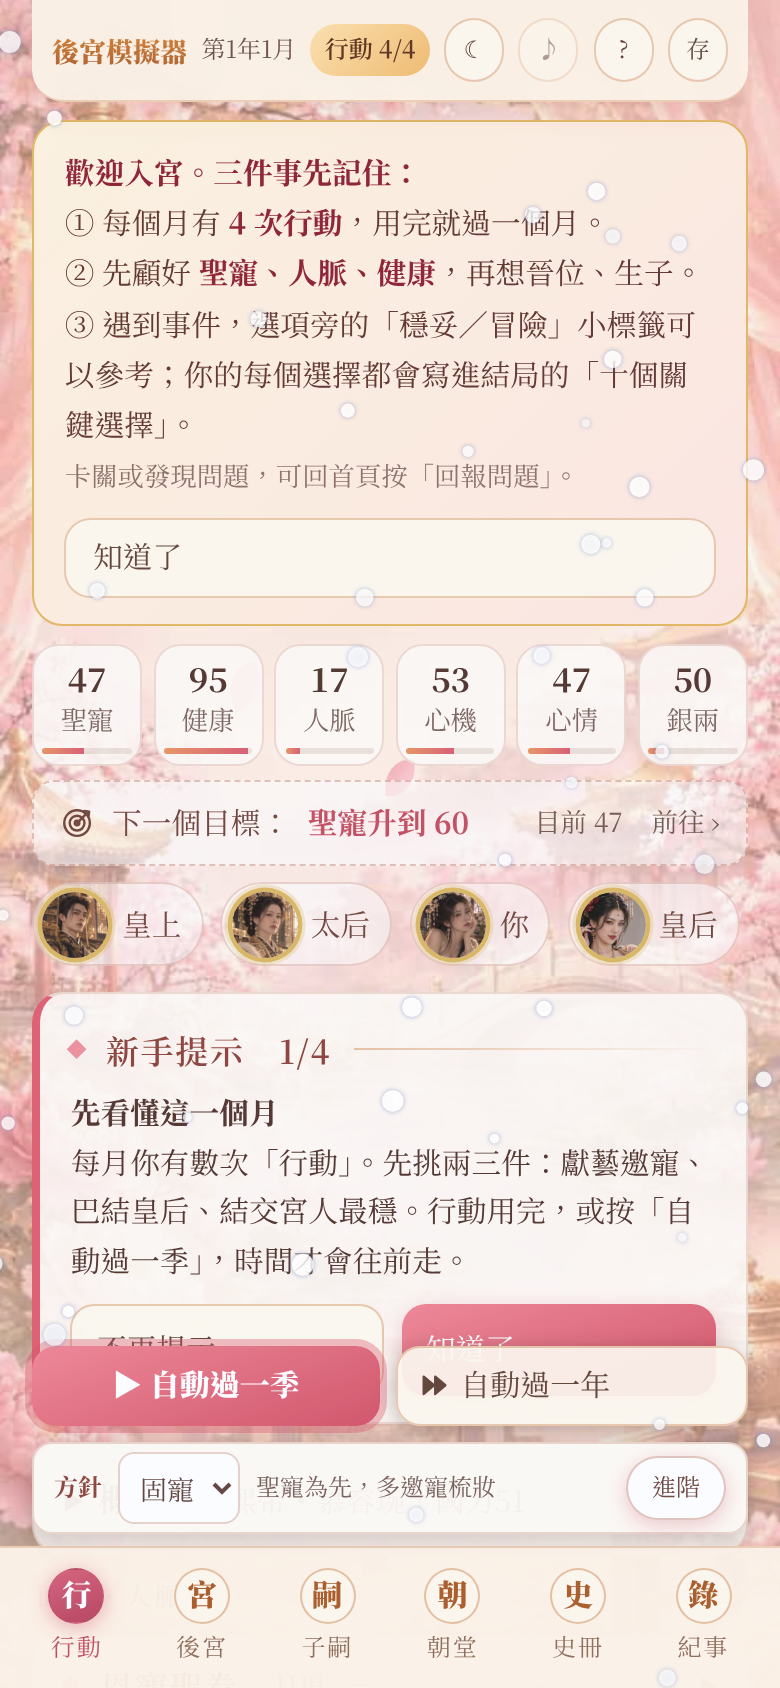 後宮模擬器 第1年1月 行動 4/4 ? 存
歡迎入宮。三件事先記住：
① 每個月有 4 次行動，用完就過一個月。
② 先顧好 聖寵、人脈、健康，再想晉位、生子。
③ 遇到事件，選項旁的「穩妥／冒險」小標籤可
以參考；你的每個選擇都會寫進結局的「十個關
鍵選擇」。
卡關或發現問題，可回首頁按「回報問題」。
知道了
47 95 17 53 47 50
聖寵 健康 人脈 心機 心情 銀兩
下一個目標： 聖寵升到 60 目前 47 前往 ›
皇上 太后 你 皇后
新手提示 1/4
先看懂這一個月
每月你有數次「行動」。先挑兩三件：獻藝邀寵、
巴結皇后、結交宮人最穩。行動用完，或按「自
動過一季」，時間才會往前走。
不再提示 知道了
▶ 自動過一季 自動過一年
方針 固寵 聖寵為先，多邀寵梳妝 進階
行 宮 嗣 朝 史 錄
行動 後宮 子嗣 朝堂 史冊 紀事